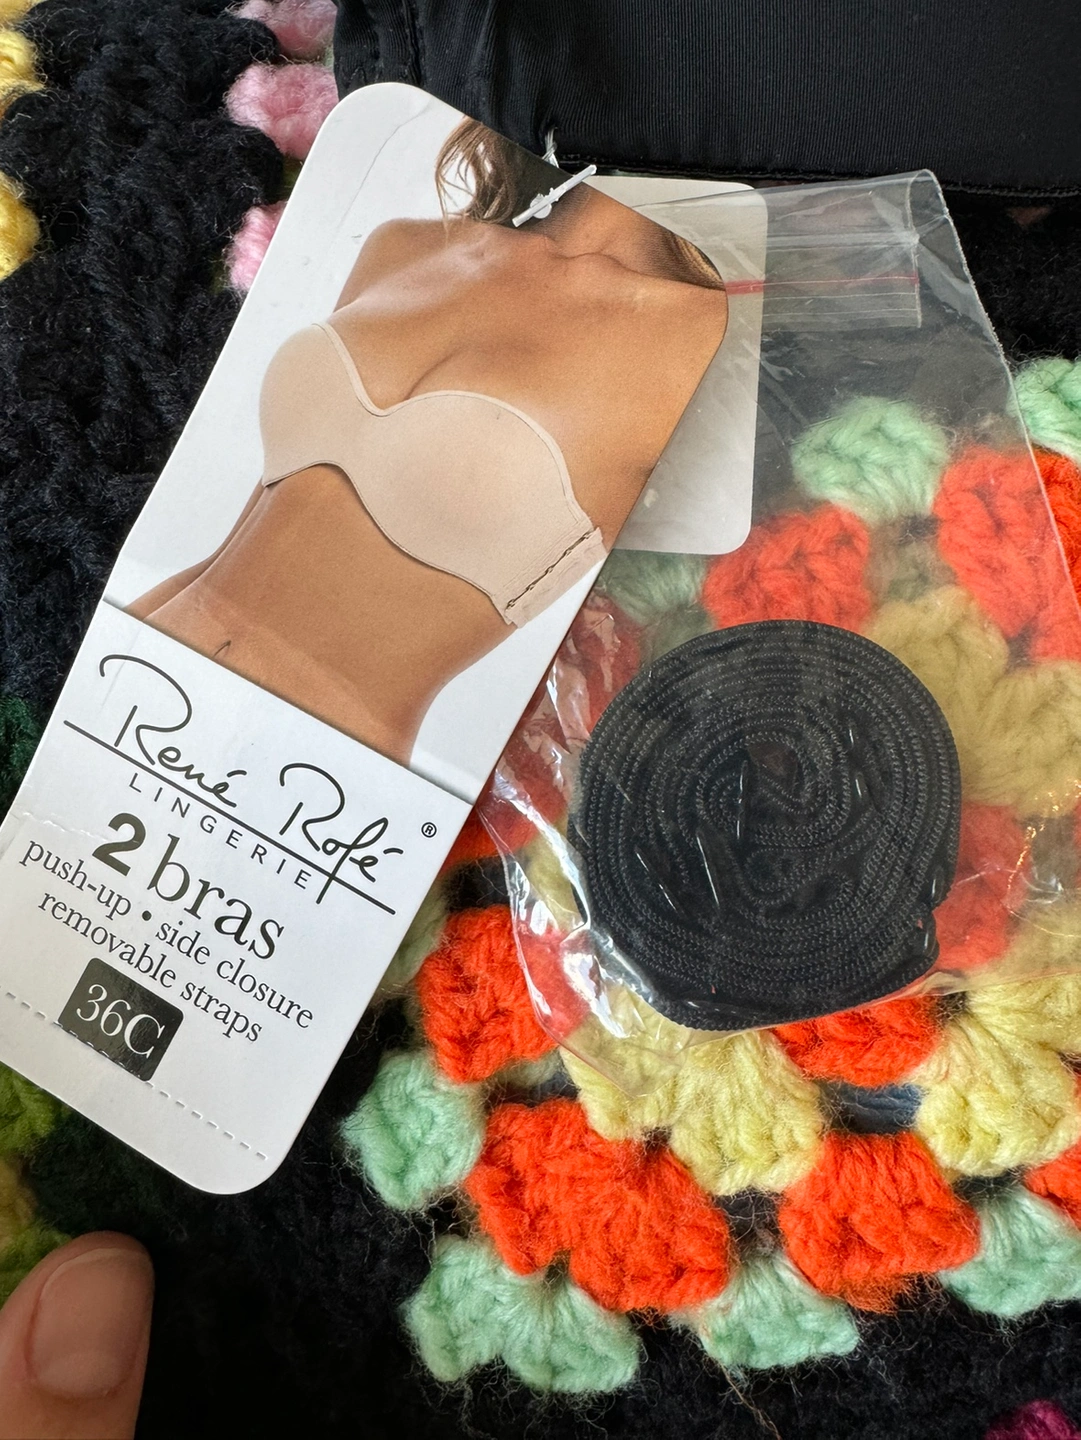 René Rofé®
LINGERIE
2 bras
push-up • side closure
removable straps
36C